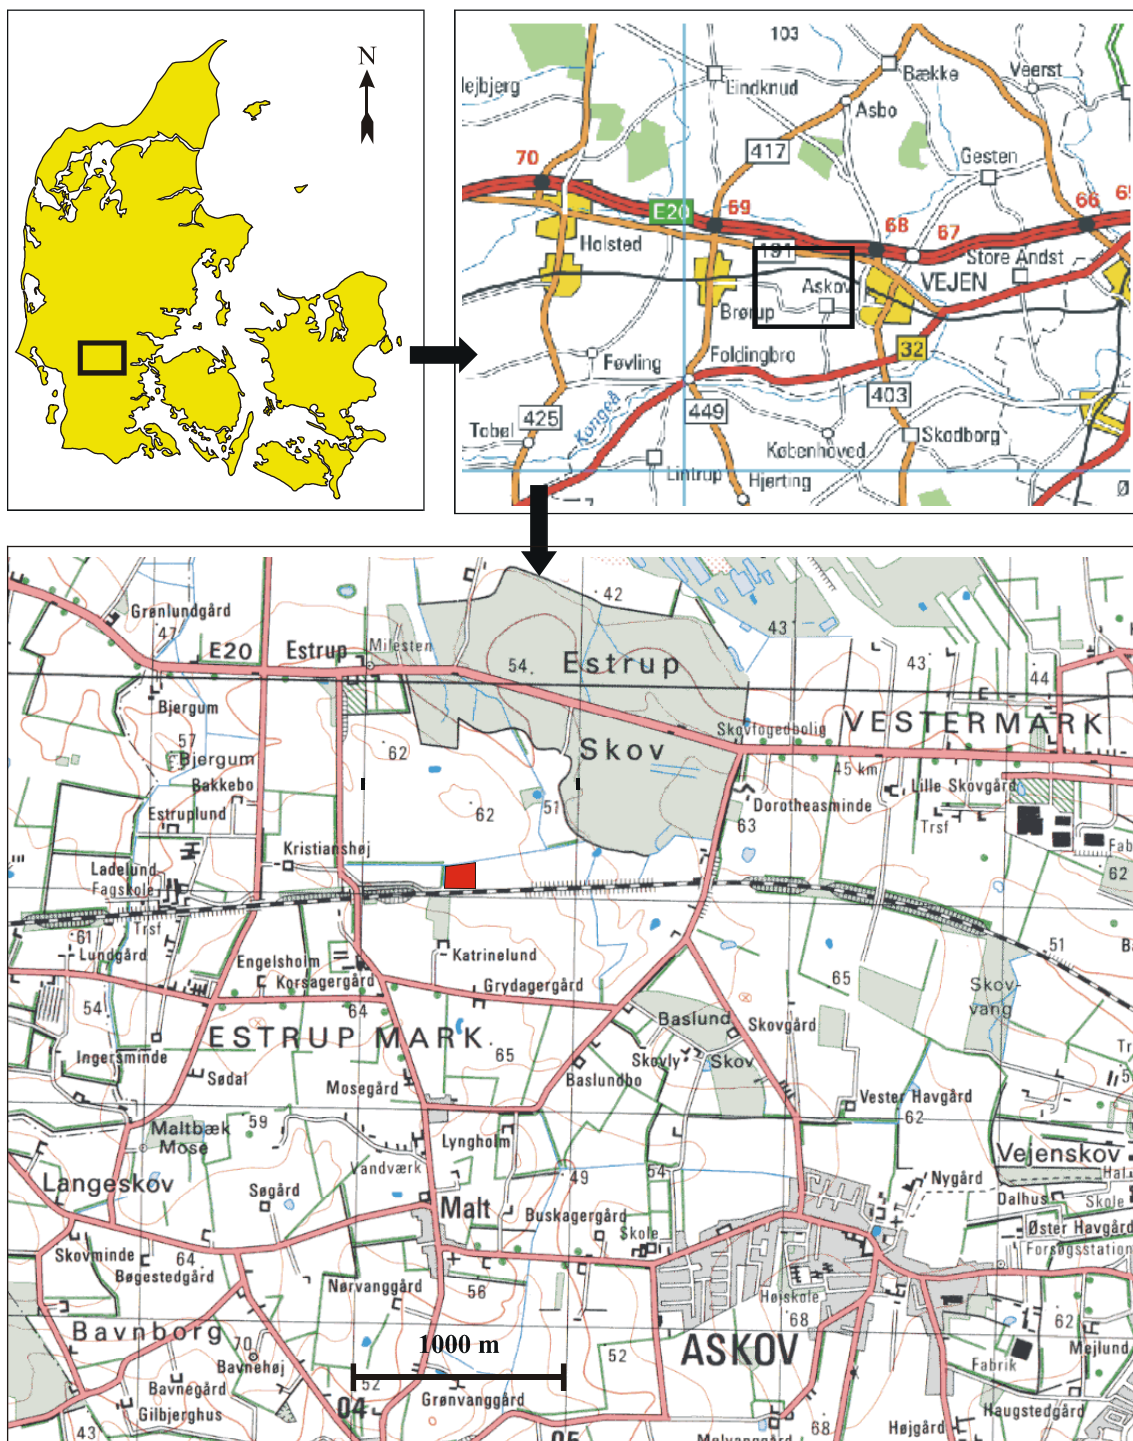 N
103
Lindknud
Bække
Veerst
lejbjerg
Asbo
417
Gesten
70
E20
69
68
67
66
Holsted
191
Store Andst
VEJEN
Askov
Brørup
Føvling
Foldingbro
32
Kongeå
425
449
403
Tobøl
Skodborg
Københoved
Lintrup
Hjørting
Ø
42
Grønlundgård
47
E20
Estrup
Milesten
54
Estrup
43
43
44
Bjergum
Skovfogedbolig
VESTERMARK
57
62
Skov
Bjergum
45 km
Bakkebo
Dorotheasminde
Lille Skovgård
Estruplund
62
51
63
Trsf
Kristianshøj
Fab
Ladelund
62
Fagskole
Trsf
61
Lundgård
Engelsholm
Katrinelund
51
Korsagergård
Grydagergård
65
Skov-
vang
54
64
Baslund
Skovgård
ESTRUP MARK
Ingersminde
65
Skovly
Skov
Sødal
Mosegård
Baslundbo
Vester Havgård
59
62
Maltbæk
Mose
Lyngholm
Vejenskov
Vandværk
49
54
Hal
Langeskov
Søgård
Nygård
Dalhus
Skole
Malt
Buskagergård
Øster Havgård
Skole
Forsøgsstation
Skovminde
64
Bøgestedgård
Nørvanggård
56
Højskole
68
62
Bavnborg
1000 m
ASKOV
Mejlund
70
52
Fabrik
Bavnehøj
52
Bavnegård
Grønvanggård
Gilbjerghus
04
Haugstedgård
43
68
Højgård
05
Mølvanggård